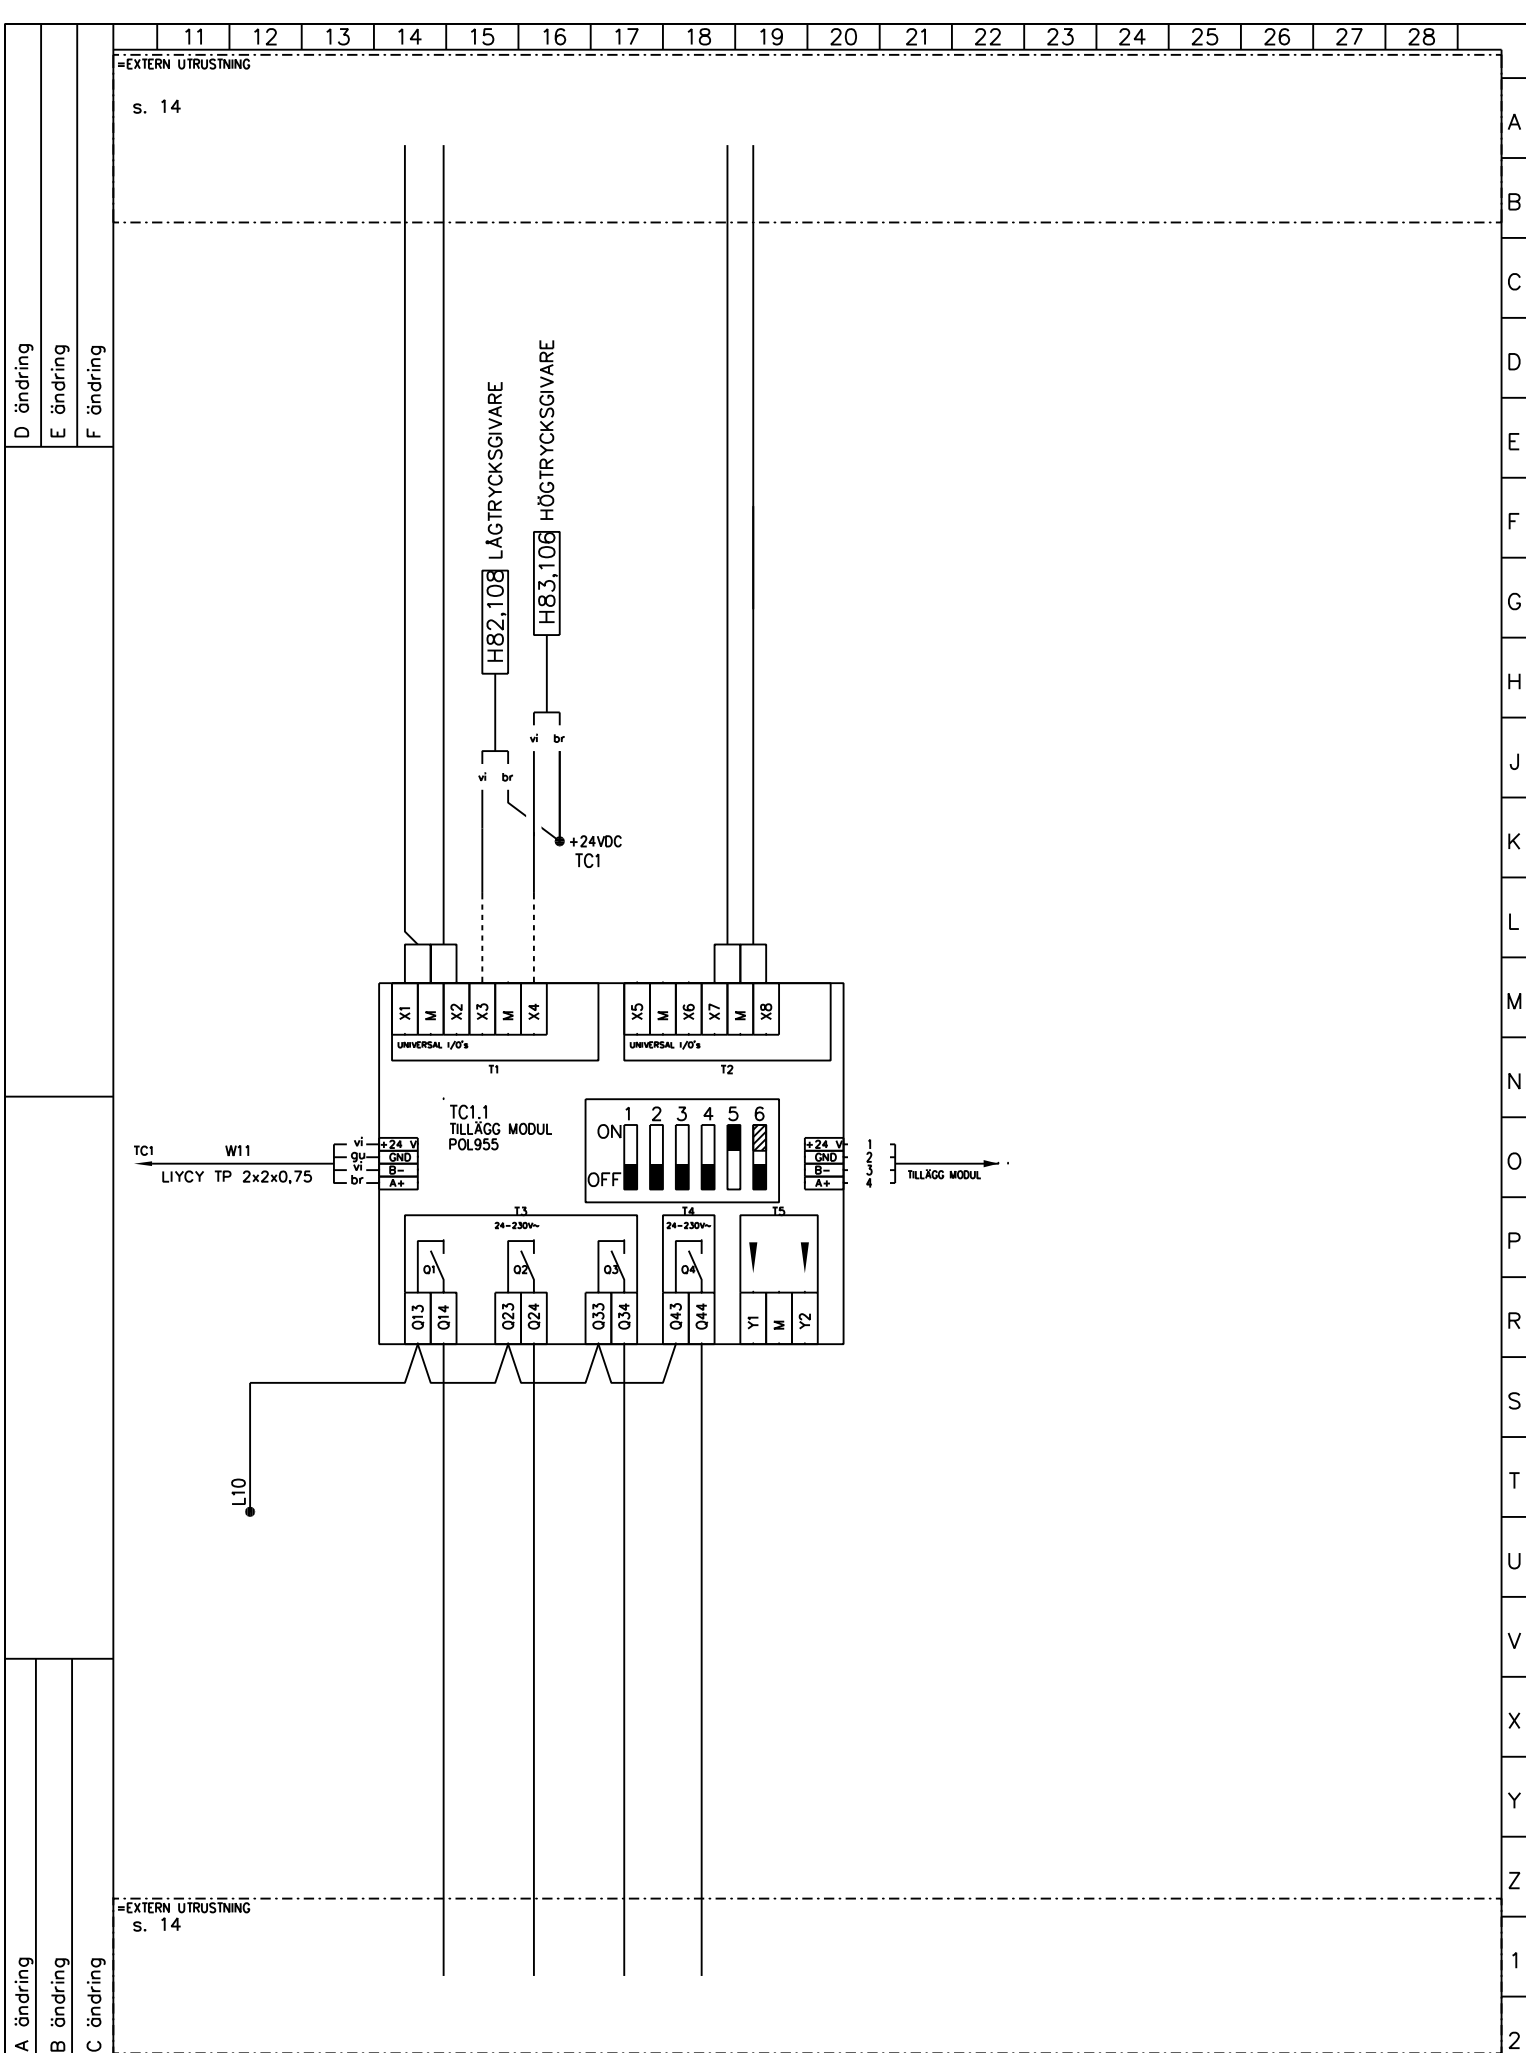 11 12 13 14 15 16 17 18 19 20 21 22 23 24 25 26 27 28
=EXTERN UTRUSTNING
s. 14
A
B
C
D
E
F
G
H
J
K
L
M
N
O
P
R
S
T
U
V
X
Y
Z
1
2
D ändring
E ändring
F ändring
H82,108 LÅGTRYCKSGIVARE
H83,106 HÖGTRYCKSGIVARE
vi br
vi br
+24VDC
TC1
X1 M X2 X3 M X4
UNIVERSAL I/O's
T1
X5 M X6 X7 M X8
UNIVERSAL I/O's
T2
TC1.1
TILLÄGG MODUL
POL955
1 2 3 4 5 6
ON
OFF
TC1
W11
LIYCY TP 2x2x0,75
vi +24 V
gu GND
vi B-
br A+
+24 V 1
GND 2
B- 3
A+ 4
TILLÄGG MODUL
T3
24-230V~
T4
24-230V~
T5
Q1 Q2 Q3 Q4
Q13 Q14 Q23 Q24 Q33 Q34 Q43 Q44 Y1 M Y2
L10
=EXTERN UTRUSTNING
s. 14
A ändring
B ändring
C ändring